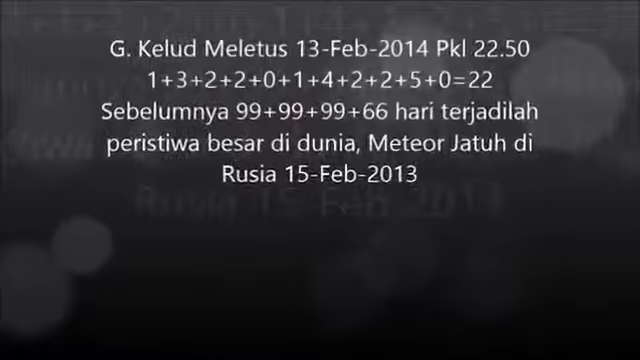 G. Kelud Meletus 13-Feb-2014 Pkl 22.50
1+3+2+2+0+1+4+2+2+5+0=22
Sebelumnya 99+99+99+66 hari terjadilah
peristiwa besar di dunia, Meteor Jatuh di
Rusia 15-Feb-2013